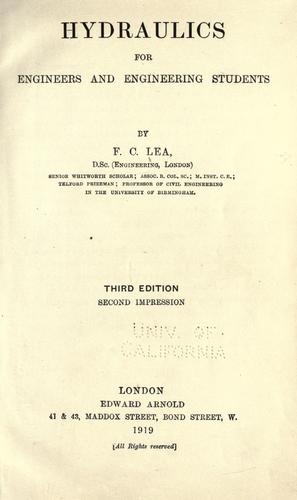 HYDRAULICS
FOR
ENGINEERS AND ENGINEERING STUDENTS
BY
F. C. LEA,
D.Sc. (Engineering, London)
SENIOR WHITWORTH SCHOLAR; ASSOC. R. COL. SC.; M. INST. C. E.;
TELFORD PRIZEMAN; PROFESSOR OF CIVIL ENGINEERING
IN THE UNIVERSITY OF BIRMINGHAM.
THIRD EDITION
SECOND IMPRESSION
UNIV. OF
CALIFORNIA
LONDON
EDWARD ARNOLD
41 & 43, MADDOX STREET, BOND STREET, W.
1919
[All Rights reserved]